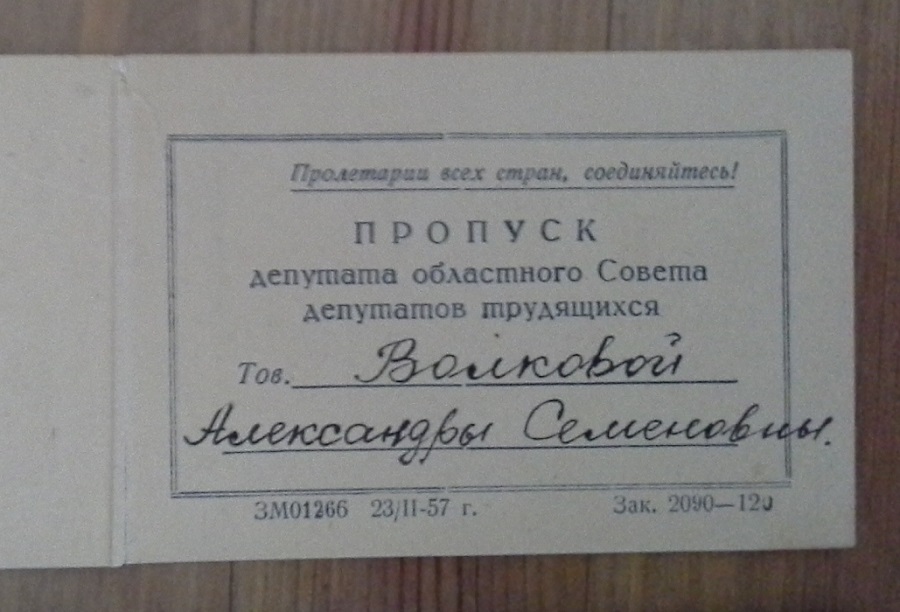 Пролетарии всех стран, соединяйтесь!
ПРОПУСК
депутата областного Совета
депутатов трудящихся
Тов. Волковой
Александры Семеновны.
ЗМ01266 23/II-57 г. Зак. 2090—120